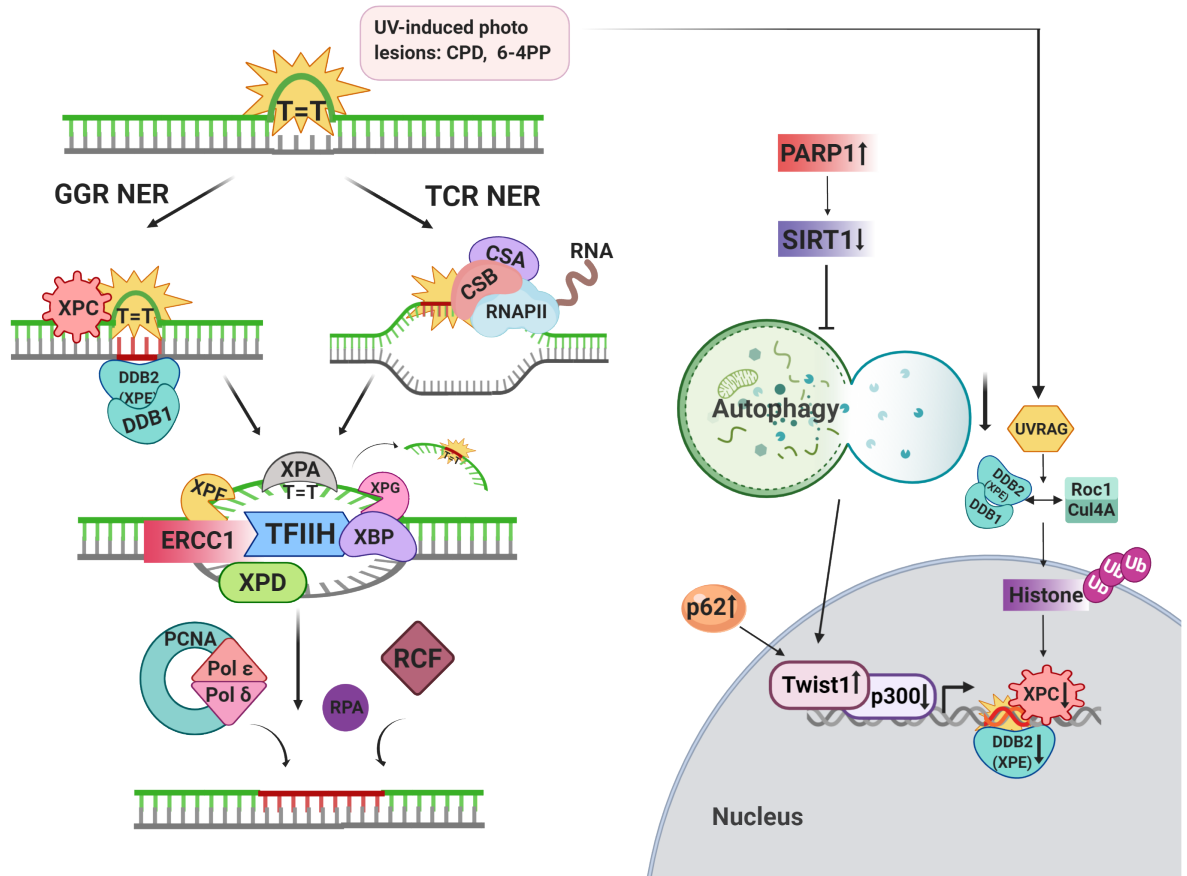 UV-induced photo
lesions: CPD, 6-4PP
T=T
GGR NER
TCR NER
XPC
T=T
DDB2
(XPE)
DDB1
CSA
CSB
RNAPII
RNA
XPA
T=T
XPF
XPG
T=T
ERCC1
TFIIH
XBP
XPD
PCNA
Pol ε
Pol δ
RPA
RCF
PARP1↑
SIRT1↓
Autophagy
UVRAG
DDB2
(XPE)
DDB1
Roc1
Cul4A
Histone
Ub
Ub
Ub
p62↑
Twist1↑
p300↓
XPC↓
DDB2↓
(XPE)
Nucleus